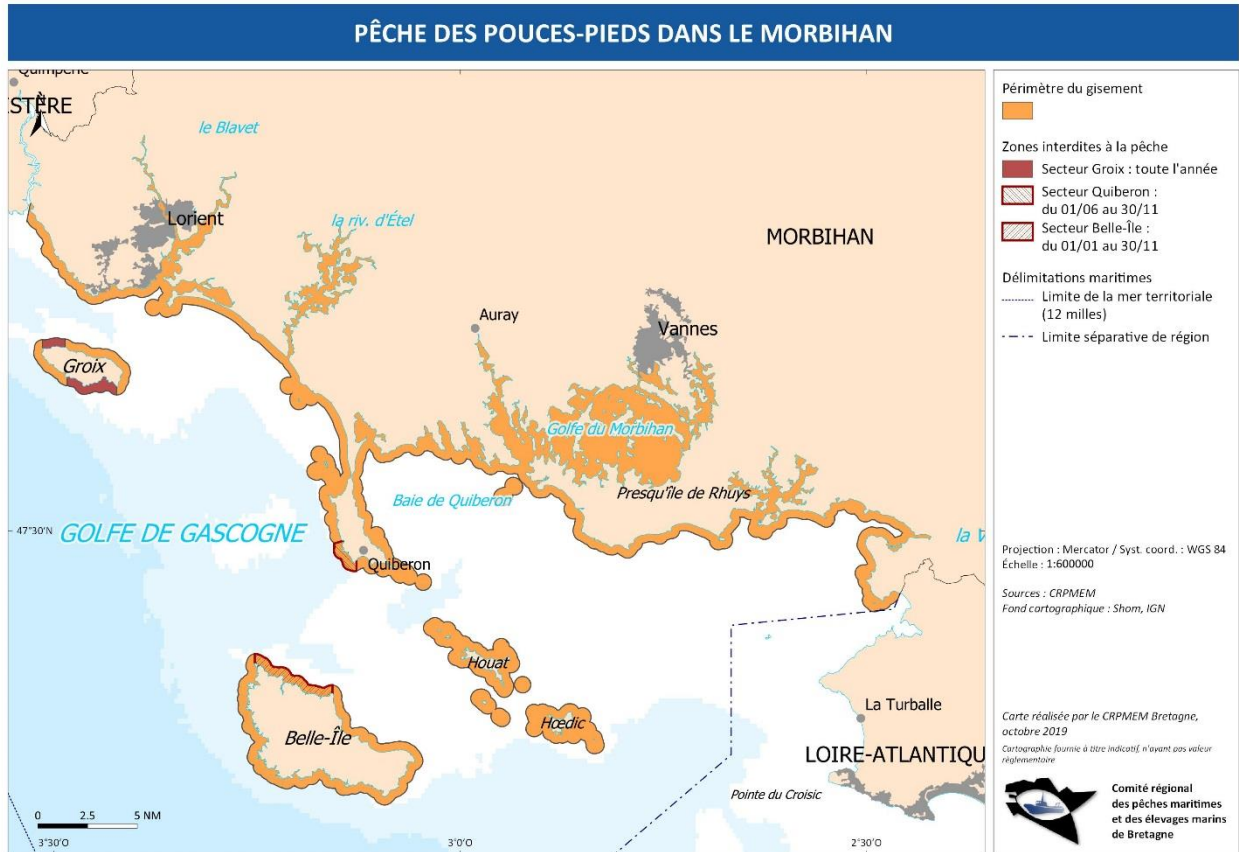 PÊCHE DES POUCES-PIEDS DANS LE MORBIHAN
Quimperlé
STÈRE
le Blavet
Lorient
la riv. d'Étel
MORBIHAN
Auray
Vannes
Groix
Golfe du Morbihan
Presqu'île de Rhuys
Baie de Quiberon
47°30'N
GOLFE DE GASCOGNE
la V
Quiberon
Houat
Hœdic
Belle-Île
La Turballe
LOIRE-ATLANTIQU
Pointe du Croisic
0 2.5 5 NM
3°30'O
3°0'O
2°30'O
Périmètre du gisement
Zones interdites à la pêche
Secteur Groix : toute l'année
Secteur Quiberon :
du 01/06 au 30/11
Secteur Belle-Île :
du 01/01 au 30/11
Délimitations maritimes
Limite de la mer territoriale
(12 milles)
Limite séparative de région
Projection : Mercator / Syst. coord. : WGS 84
Échelle : 1:600000
Sources : CRPMEM
Fond cartographique : Shom, IGN
Carte réalisée par le CRPMEM Bretagne,
octobre 2019
Cartographie fournie à titre indicatif, n'ayant pas valeur
règlementaire
Comité régional
des pêches maritimes
et des élevages marins
de Bretagne